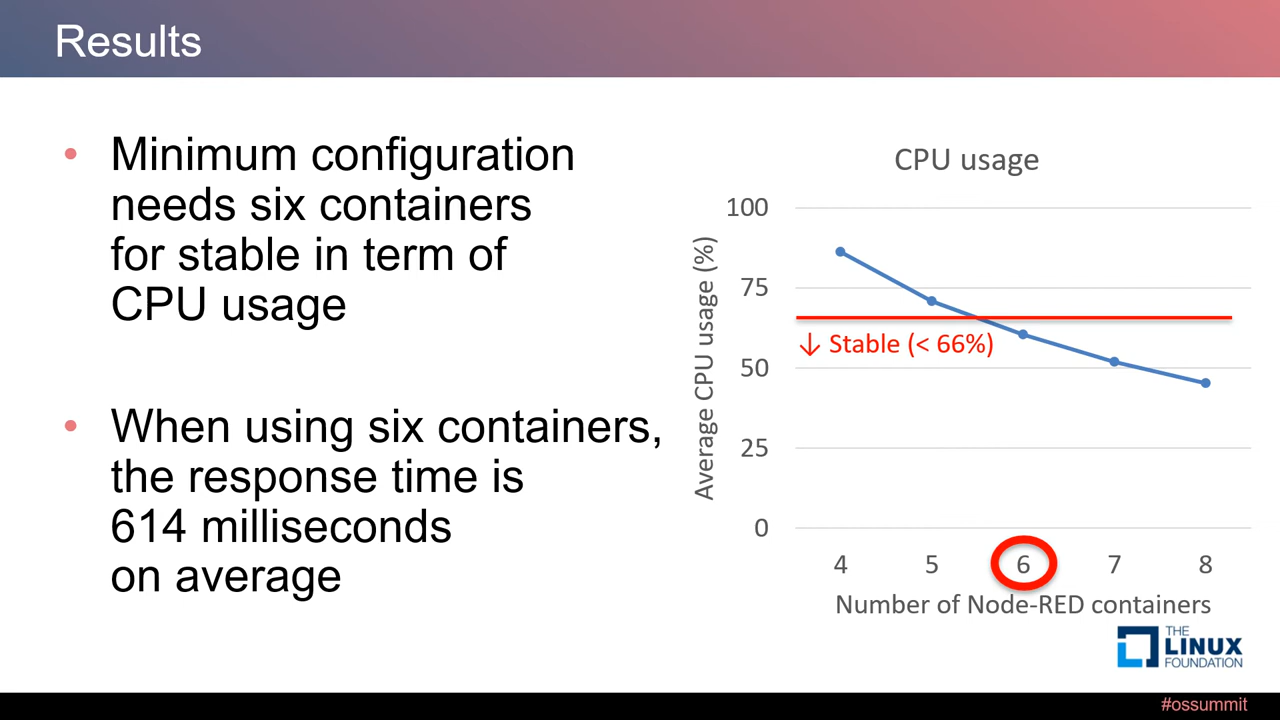 Results
• Minimum configuration
needs six containers
for stable in term of
CPU usage
• When using six containers,
the response time is
614 milliseconds
on average
CPU usage
Average CPU usage (%)
100
75
50
25
0
↓ Stable (< 66%)
4 5 6 7 8
Number of Node-RED containers
THE
LINUX
FOUNDATION
#ossummit